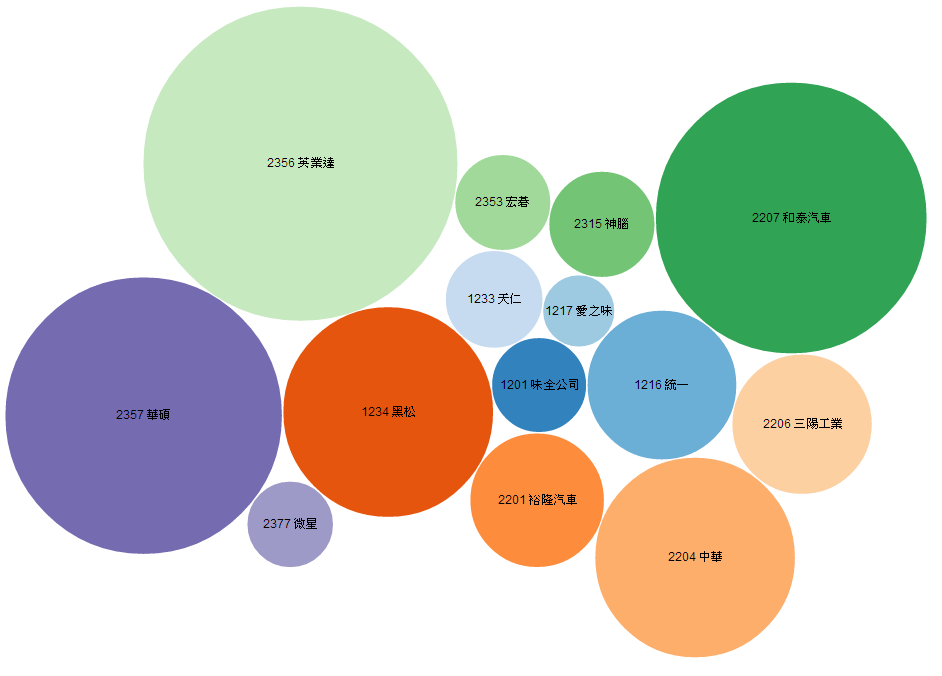 2356 英業達
2353 宏碁
2315 神腦
2207 和泰汽車
1233 天仁
1217 愛之味
2357 華碩
1234 黑松
1201 味全公司
1216 統一
2206 三陽工業
2377 微星
2201 裕隆汽車
2204 中華